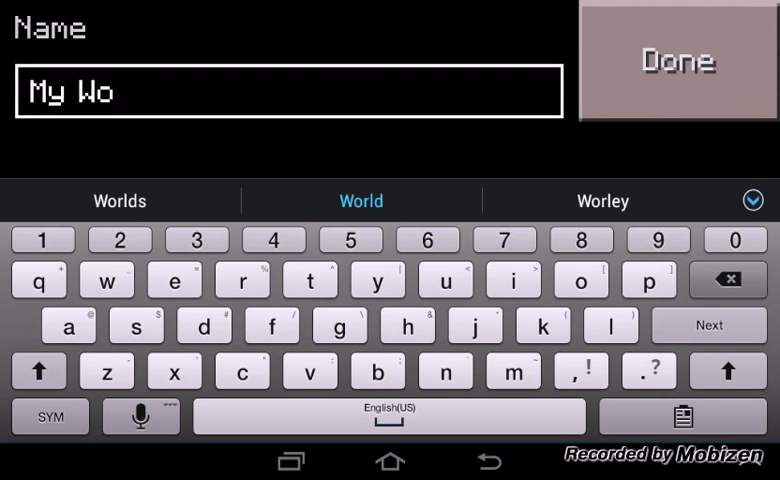 Name
Done
My Wo
Worlds World Worley
1 2 3 4 5 6 7 8 9 0
q + w _ e = r % t ^ y | u < i > o [ p ]
a @ s $ d # f / g _ h & j * k ( l ) Next
z - x ' c " v : b ; n , m ~ , ! . ?
SYM English(US)
Recorded by Mobizen